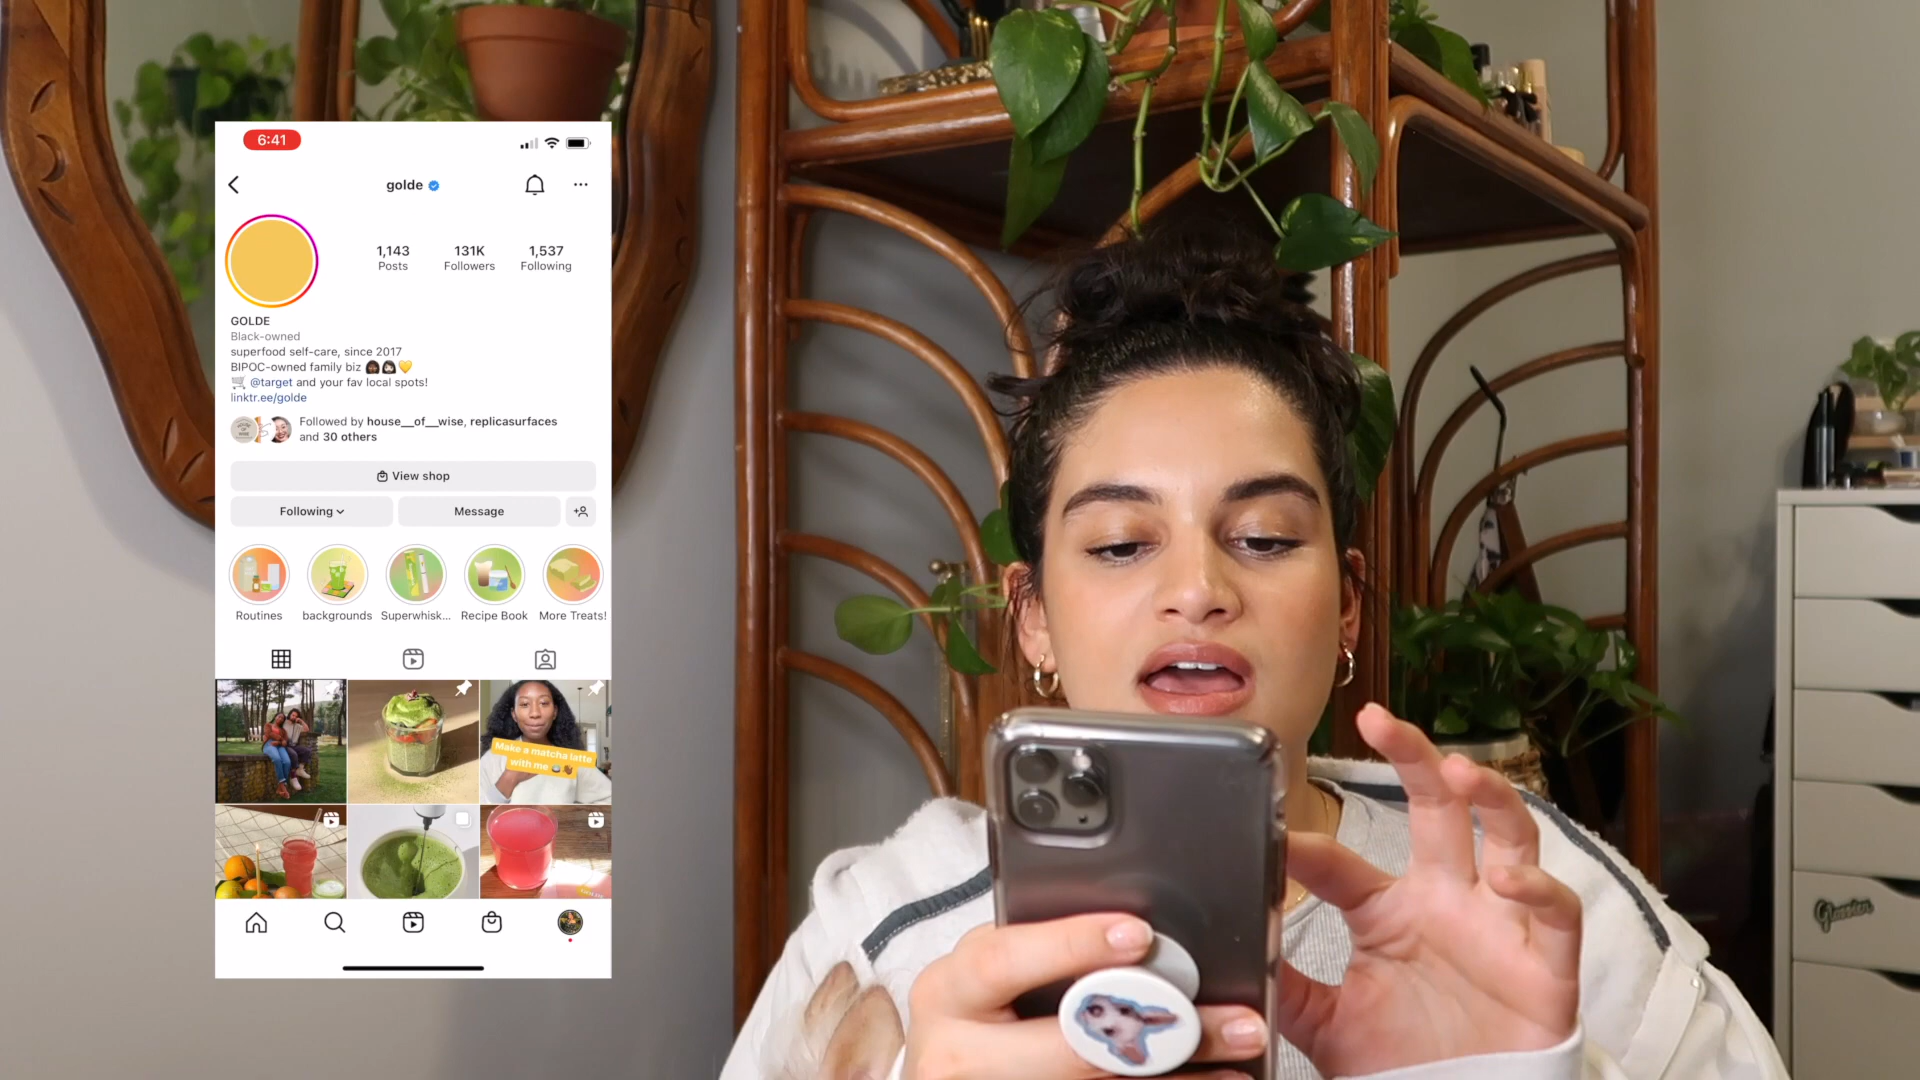 6:41
golde
1,143
131K
1,537
Posts
Followers
Following
GOLDE
Black-owned
superfood self-care, since 2017
BIPOC-owned family biz 👩🏿👩🏻💛
🛒 @target and your fav local spots!
linktr.ee/golde
Followed by house__of__wise, replicasurfaces
and 30 others
View shop
Following
Message
Routines
backgrounds
Superwhisk...
Recipe Book
More Treats!
Make a matcha latte
with me
Glossier